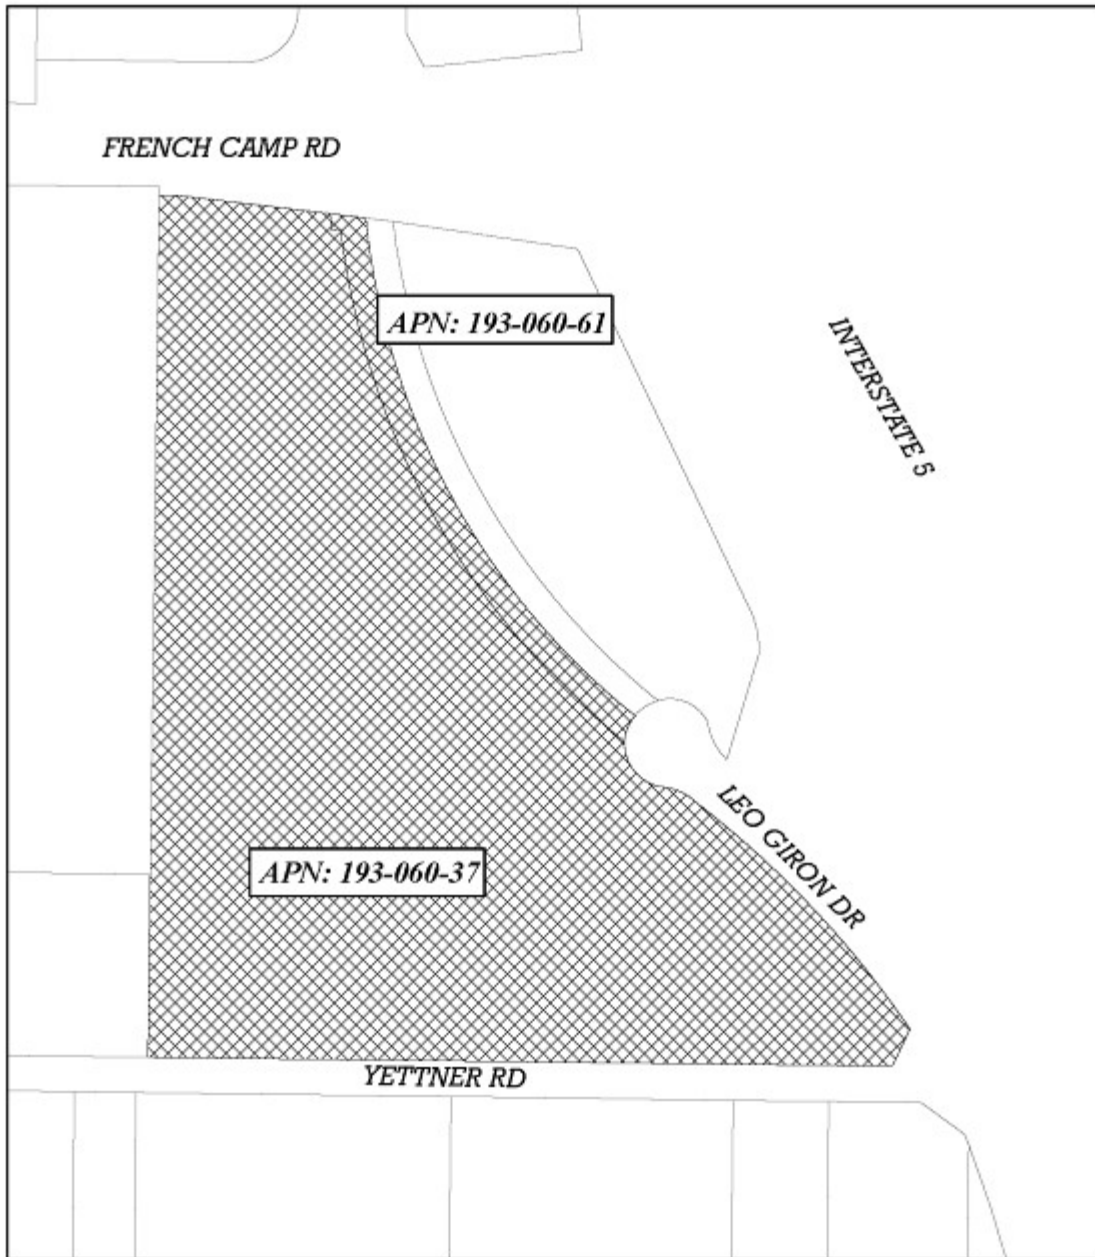 FRENCH CAMP RD
APN: 193-060-61
INTERSTATE 5
LEO GIRON DR
APN: 193-060-37
YETTNER RD